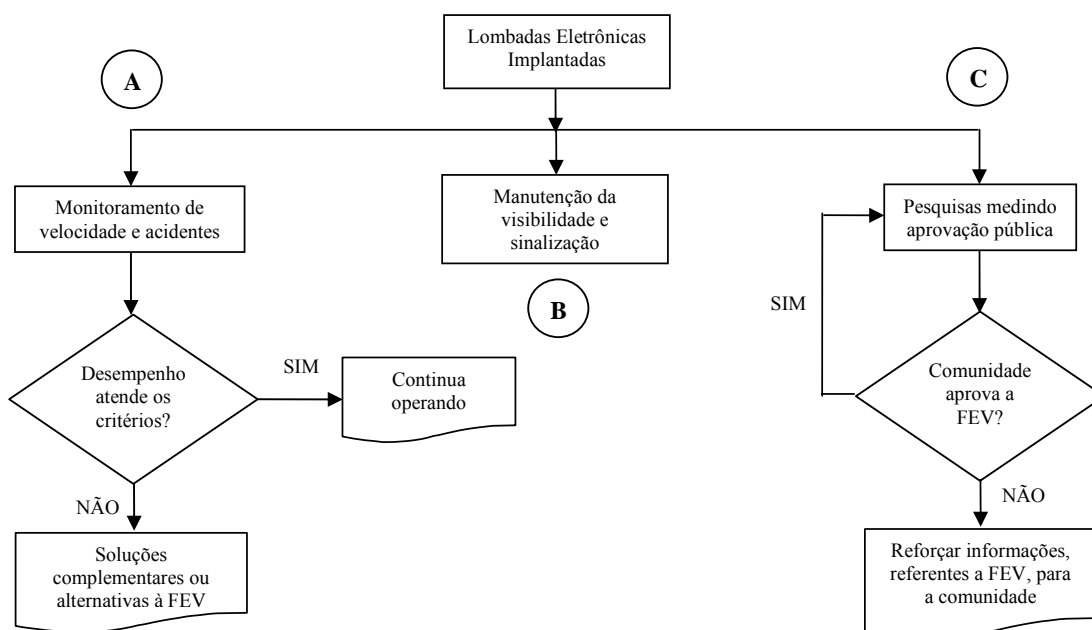 Lombadas Eletrônicas
Implantadas
A
C
Monitoramento de
velocidade e acidentes
Manutenção da
visibilidade e
sinalização
Pesquisas medindo
aprovação pública
B
SIM
Desempenho
atende os
critérios?
SIM
Continua
operando
Comunidade
aprova a
FEV?
NÃO
NÃO
Soluções
complementares ou
alternativas à FEV
Reforçar informações,
referentes a FEV, para
a comunidade